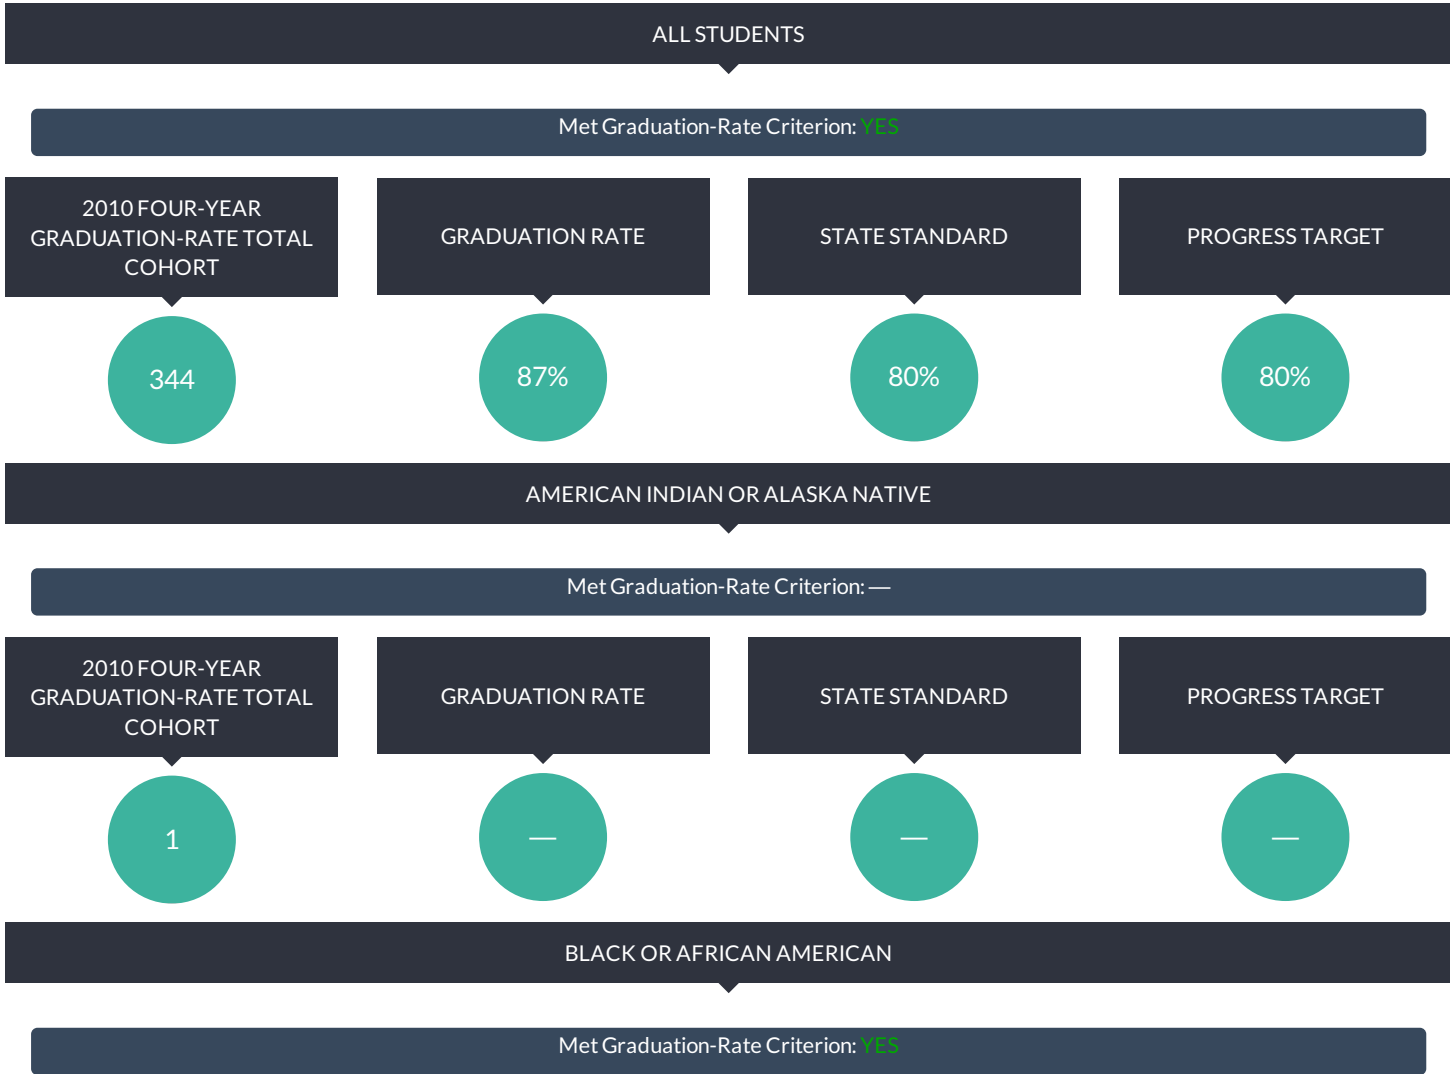 ALL STUDENTS
Met Graduation-Rate Criterion: YES
2010 FOUR-YEAR
GRADUATION-RATE TOTAL
COHORT
GRADUATION RATE
STATE STANDARD
PROGRESS TARGET
344
87%
80%
80%
AMERICAN INDIAN OR ALASKA NATIVE
Met Graduation-Rate Criterion: —
2010 FOUR-YEAR
GRADUATION-RATE TOTAL
COHORT
GRADUATION RATE
STATE STANDARD
PROGRESS TARGET
1
—
—
—
BLACK OR AFRICAN AMERICAN
Met Graduation-Rate Criterion: YES